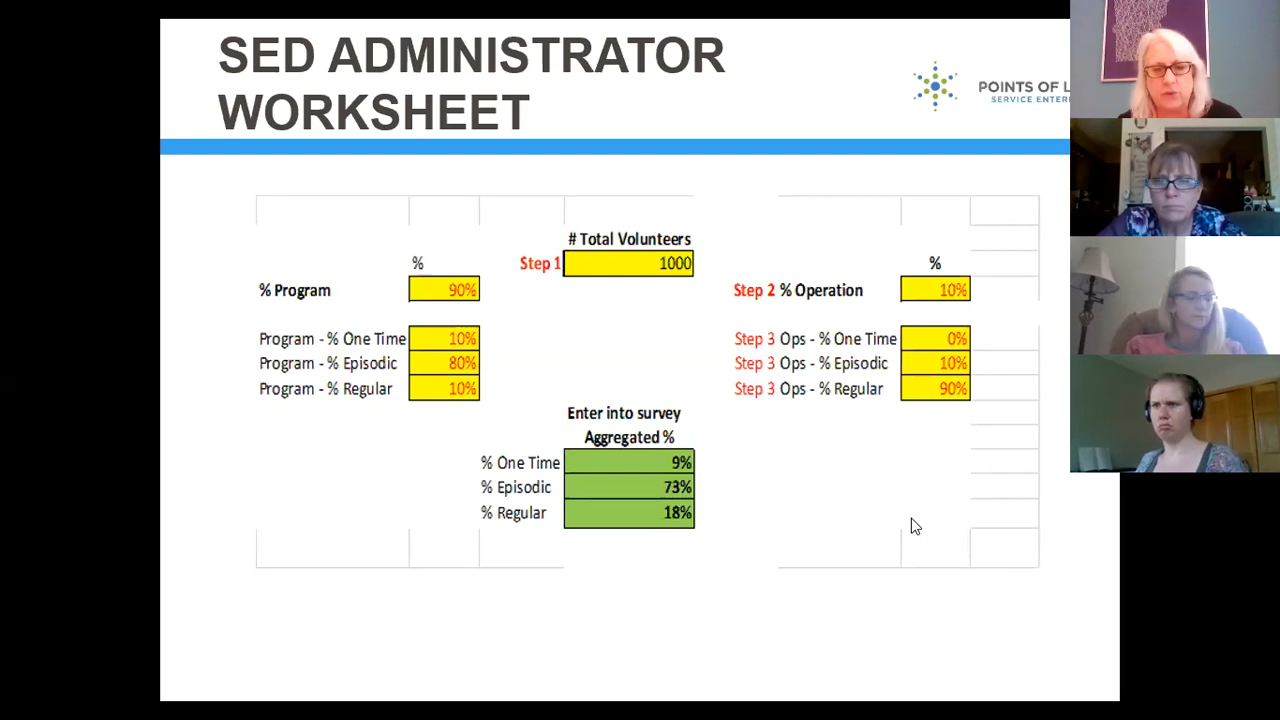 SED ADMINISTRATOR
WORKSHEET
POINTS OF L
SERVICE ENTER
# Total Volunteers
% Step 1 1000 %
% Program 90% Step 2 % Operation 10%
Program - % One Time 10% Step 3 Ops - % One Time 0%
Program - % Episodic 80% Step 3 Ops - % Episodic 10%
Program - % Regular 10% Step 3 Ops - % Regular 90%
Enter into survey
Aggregated %
% One Time 9%
% Episodic 73%
% Regular 18%